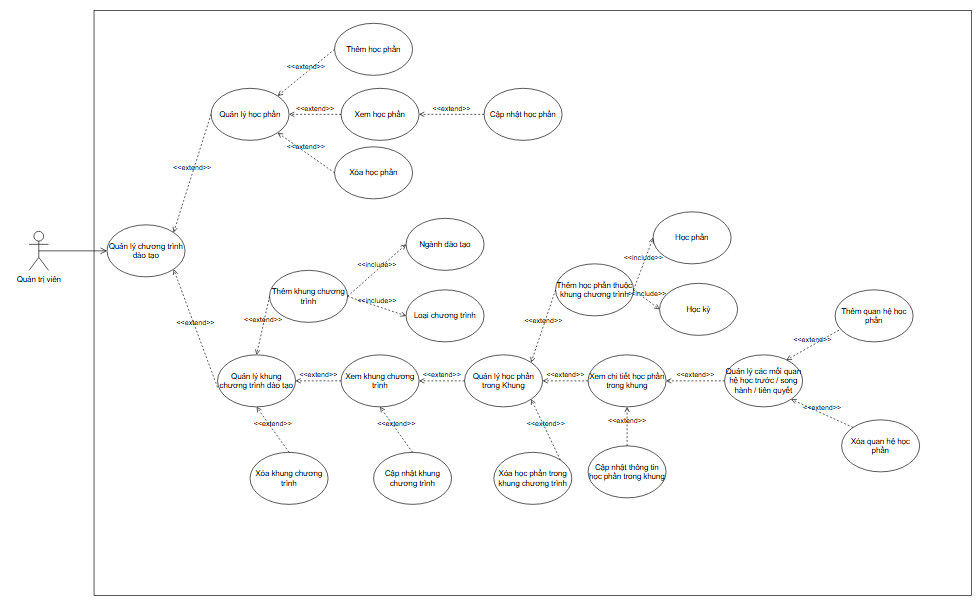 Thêm học phần
<<extend>>
Quản lý học phần
<<extend>>
Xem học phần
<<extend>>
Cập nhật học phần
<<extend>>
Xóa học phần
<<extend>>
Quản trị viên
Quản lý chương trình
đào tạo
<<extend>>
Ngành đào tạo
<<include>>
Thêm khung chương
trình
<<include>>
Loại chương trình
<<extend>>
Học phần
<<include>>
Thêm học phần thuộc
khung chương trình
<<include>>
Học kỳ
<<extend>>
Thêm quan hệ học
phần
<<extend>>
Quản lý khung
chương trình đào tạo
<<extend>>
Xem khung chương
trình
<<extend>>
Quản lý học phần
trong Khung
<<extend>>
Xem chi tiết học phần
trong khung
<<extend>>
Quản lý các mối quan
hệ học trước / song
hành / tiên quyết
<<extend>>
Xóa quan hệ học
phần
<<extend>>
Xóa khung chương
trình
<<extend>>
Cập nhật khung
chương trình
<<extend>>
Xóa học phần trong
khung chương trình
<<extend>>
Cập nhật thông tin
học phần trong khung